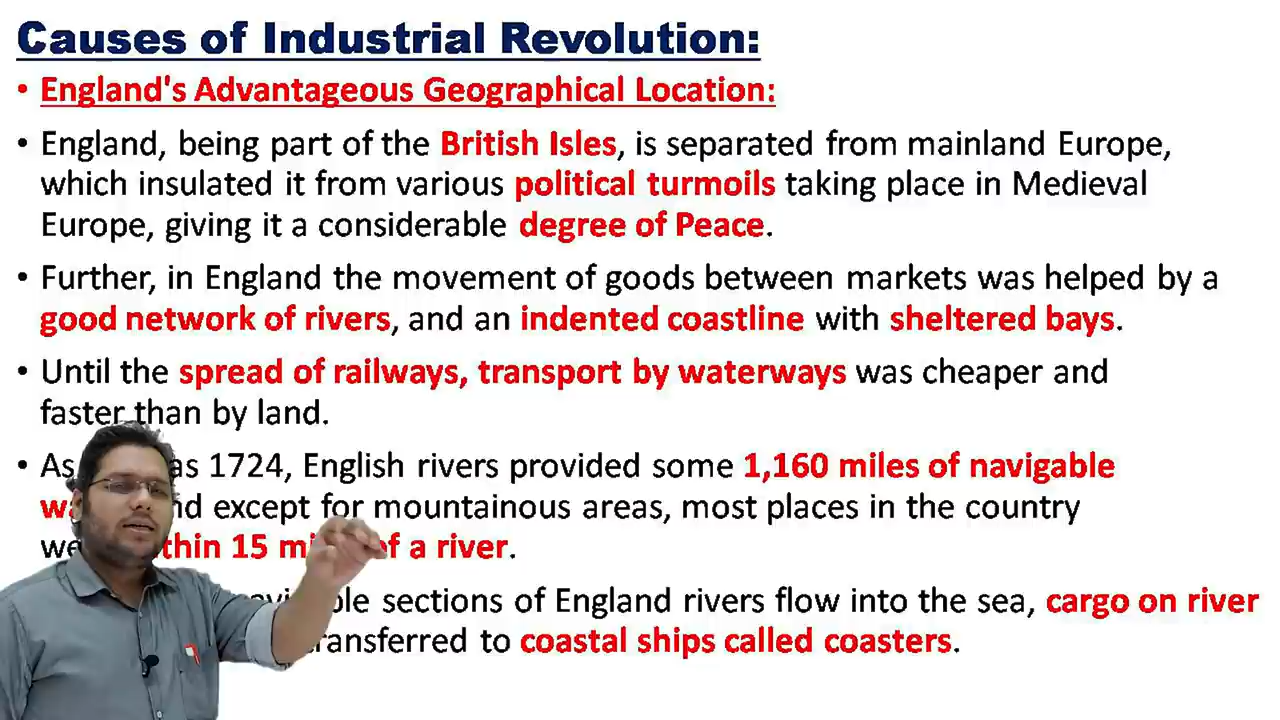 Causes of Industrial Revolution:
• England's Advantageous Geographical Location:
• England, being part of the British Isles, is separated from mainland Europe,
which insulated it from various political turmoils taking place in Medieval
Europe, giving it a considerable degree of Peace.
• Further, in England the movement of goods between markets was helped by a
good network of rivers, and an indented coastline with sheltered bays.
• Until the spread of railways, transport by waterways was cheaper and
faster than by land.
• As as 1724, English rivers provided some 1,160 miles of navigable
except for mountainous areas, most places in the country
15 of a river.
sections of England rivers flow into the sea, cargo on river
to coastal ships called coasters.